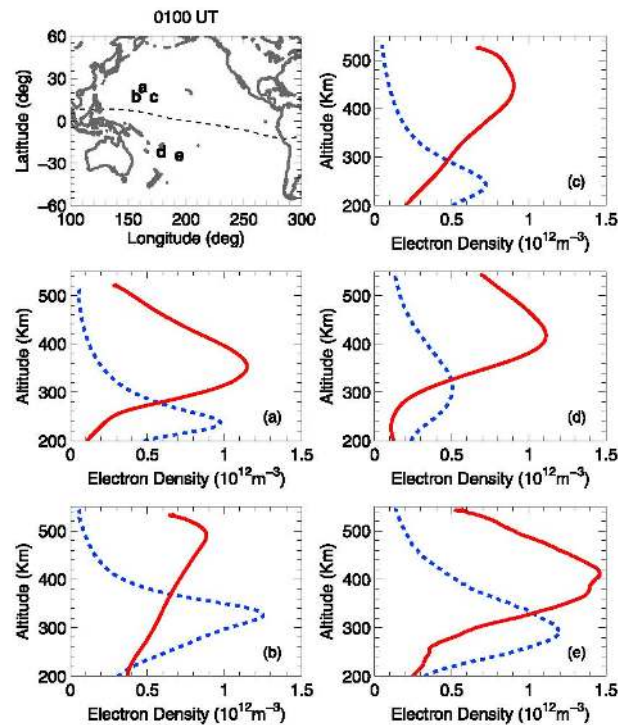 0100 UT
60
30
0
−30
−60
Latitude (deg)
a
b c
d e
100 150 200 250 300
Longitude (deg)
500
400
300
200
Altitude (Km)
(c)
0 0.5 1 1.5
Electron Density (10¹²m⁻³)
500
400
300
200
Altitude (Km)
(a)
0 0.5 1 1.5
Electron Density (10¹²m⁻³)
500
400
300
200
Altitude (Km)
(d)
0 0.5 1 1.5
Electron Density (10¹²m⁻³)
500
400
300
200
Altitude (Km)
(b)
0 0.5 1 1.5
Electron Density (10¹²m⁻³)
500
400
300
200
Altitude (Km)
(e)
0 0.5 1 1.5
Electron Density (10¹²m⁻³)